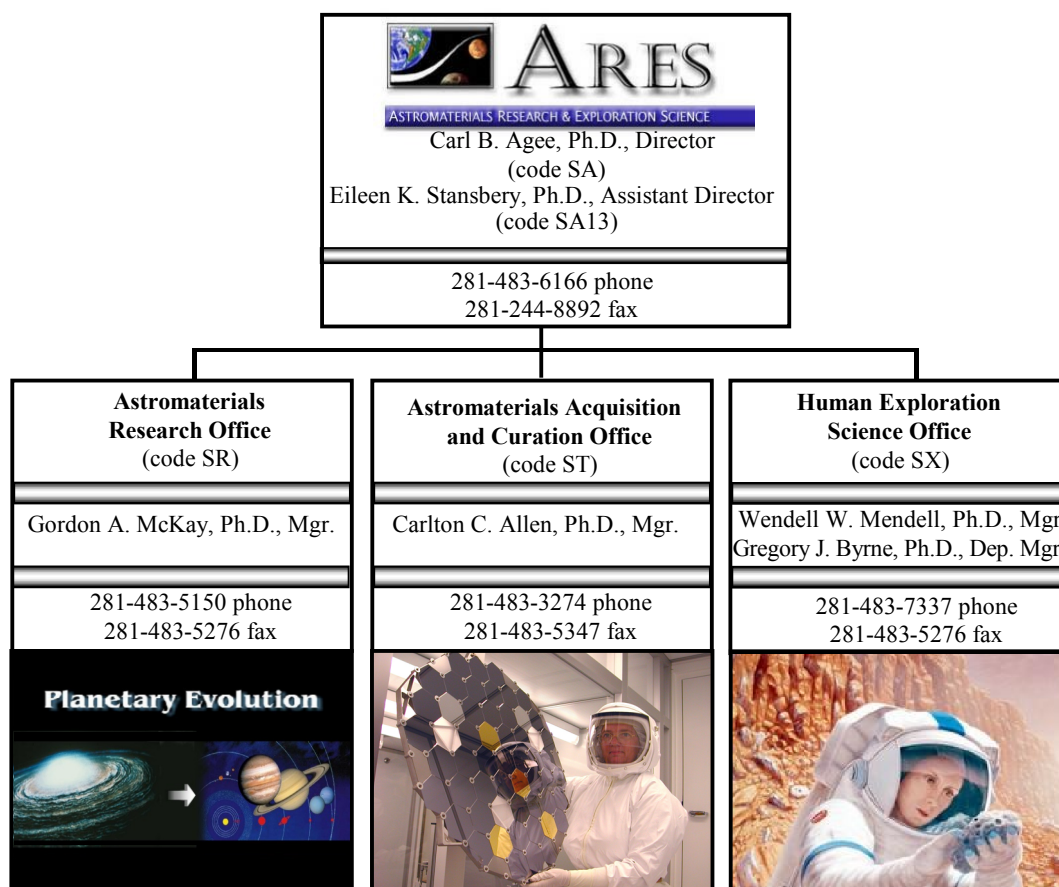 ARES
ASTROMATERIALS RESEARCH & EXPLORATION SCIENCE
Carl B. Agee, Ph.D., Director
(code SA)
Eileen K. Stansbery, Ph.D., Assistant Director
(code SA13)
281-483-6166 phone
281-244-8892 fax
Astromaterials
Research Office
(code SR)
Gordon A. McKay, Ph.D., Mgr.
281-483-5150 phone
281-483-5276 fax
Planetary Evolution
Astromaterials Acquisition
and Curation Office
(code ST)
Carlton C. Allen, Ph.D., Mgr.
281-483-3274 phone
281-483-5347 fax
Human Exploration
Science Office
(code SX)
Wendell W. Mendell, Ph.D., Mgr
Gregory J. Byrne, Ph.D., Dep. Mgr
281-483-7337 phone
281-483-5276 fax